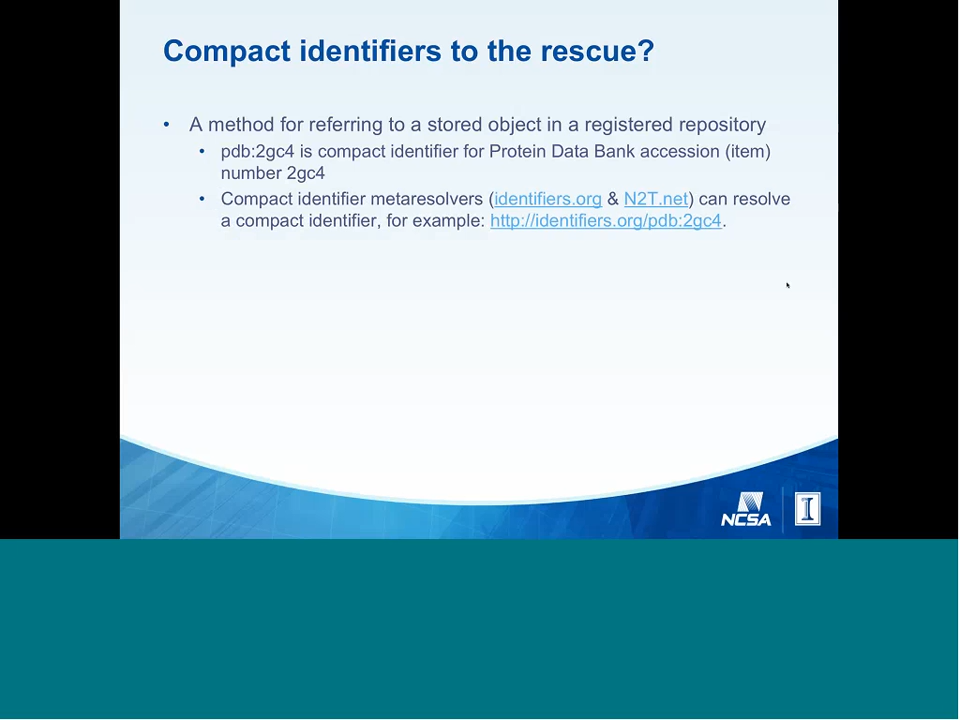 Compact identifiers to the rescue?
• A method for referring to a stored object in a registered repository
• pdb:2gc4 is compact identifier for Protein Data Bank accession (item)
number 2gc4
• Compact identifier metaresolvers (identifiers.org & N2T.net) can resolve
a compact identifier, for example: http://identifiers.org/pdb:2gc4.
NCSA I